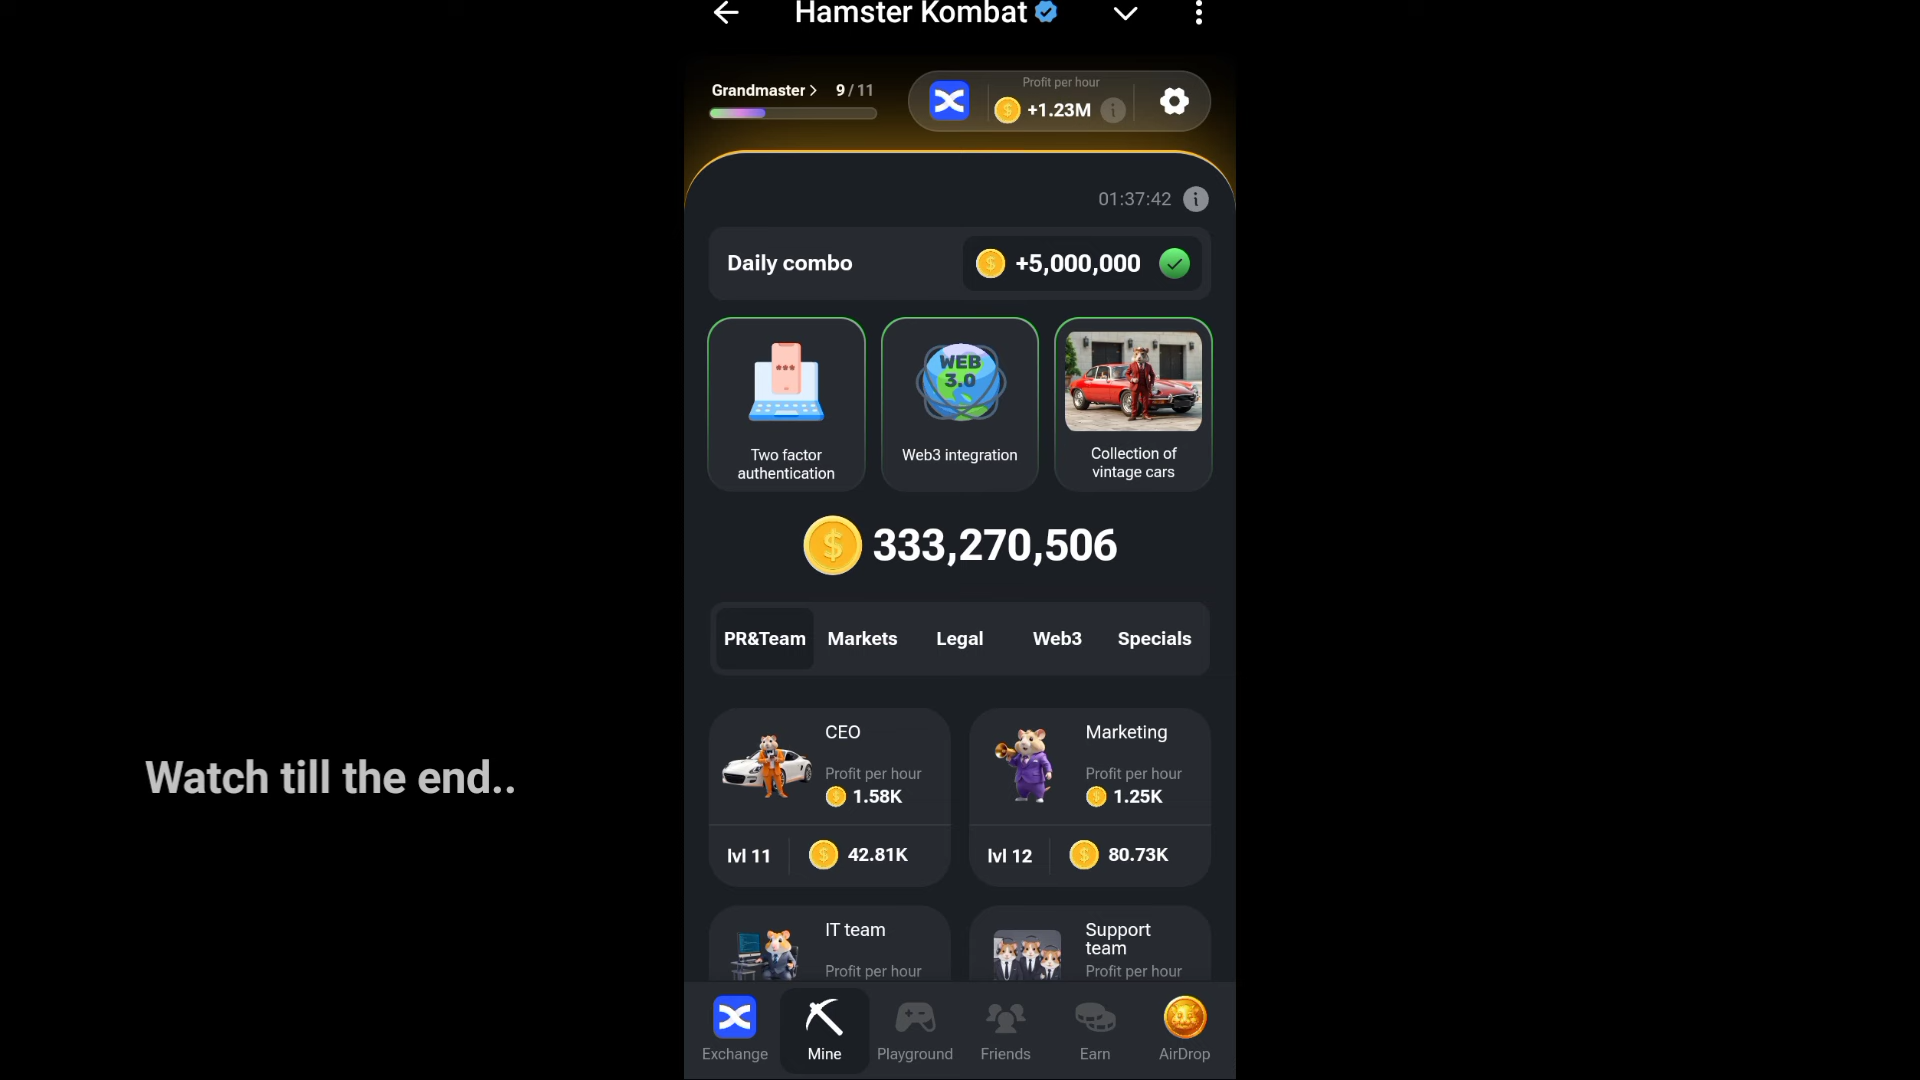 Hamster Kombat
Grandmaster >
9 / 11
Profit per hour
+1.23M
01:37:42
Daily combo
+5,000,000
WEB
3.0
Two factor
authentication
Web3 integration
Collection of
vintage cars
333,270,506
PR&Team Markets Legal Web3 Specials
CEO
Profit per hour
1.58K
lvl 11
42.81K
Marketing
Profit per hour
1.25K
lvl 12
80.73K
Watch till the end..
IT team
Profit per hour
Support
team
Profit per hour
Exchange Mine Playground Friends Earn AirDrop